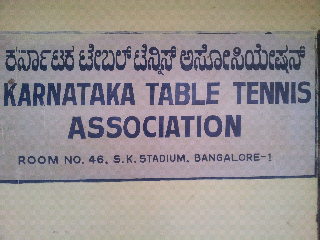 ಕರ್ನಾಟಕ ಟೇಬಲ್ ಟೆನ್ನಿಸ್ ಅಸೋಸಿಯೇಷನ್
KARNATAKA TABLE TENNIS
ASSOCIATION
ROOM NO. 46, S.K. STADIUM, BANGALORE-1